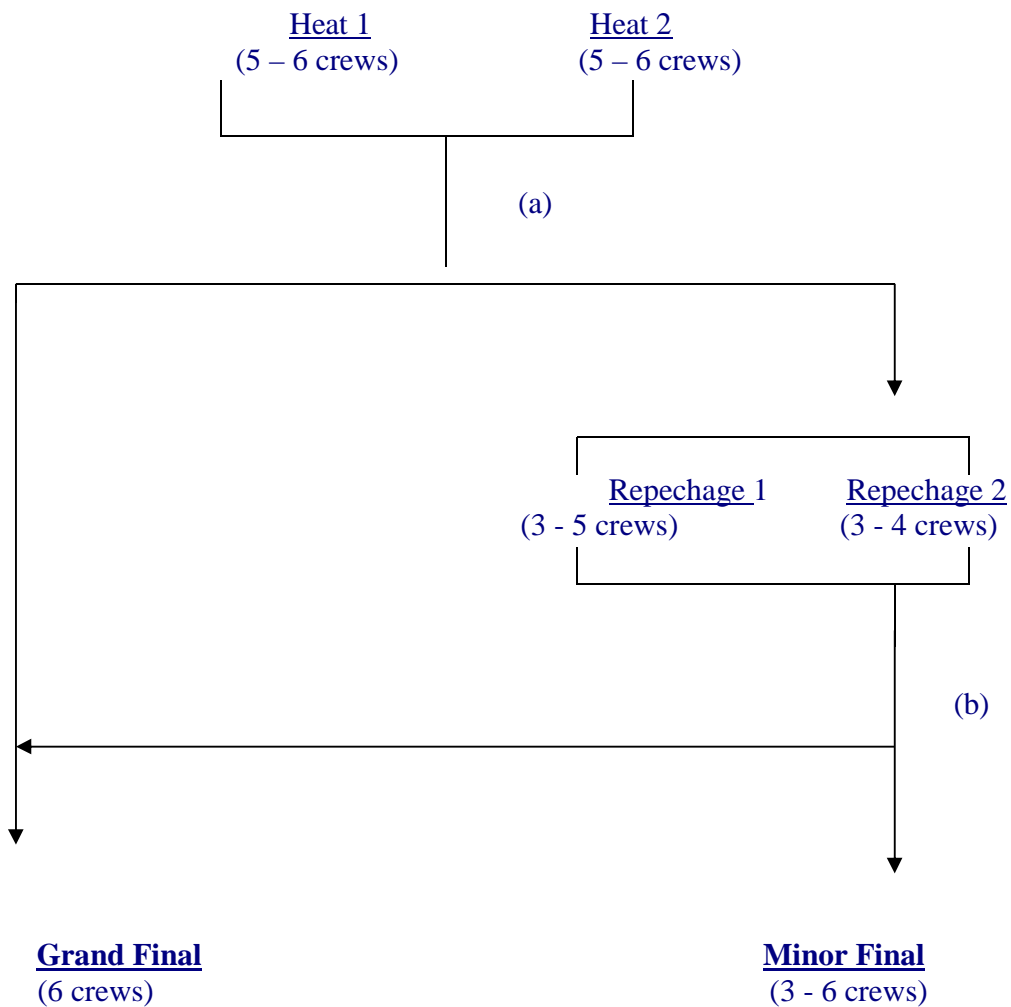 Heat 1 Heat 2
(5 – 6 crews) (5 – 6 crews)
(a)
Repechage 1 Repechage 2
(3 - 5 crews) (3 - 4 crews)
(b)
Grand Final Minor Final
(6 crews) (3 - 6 crews)